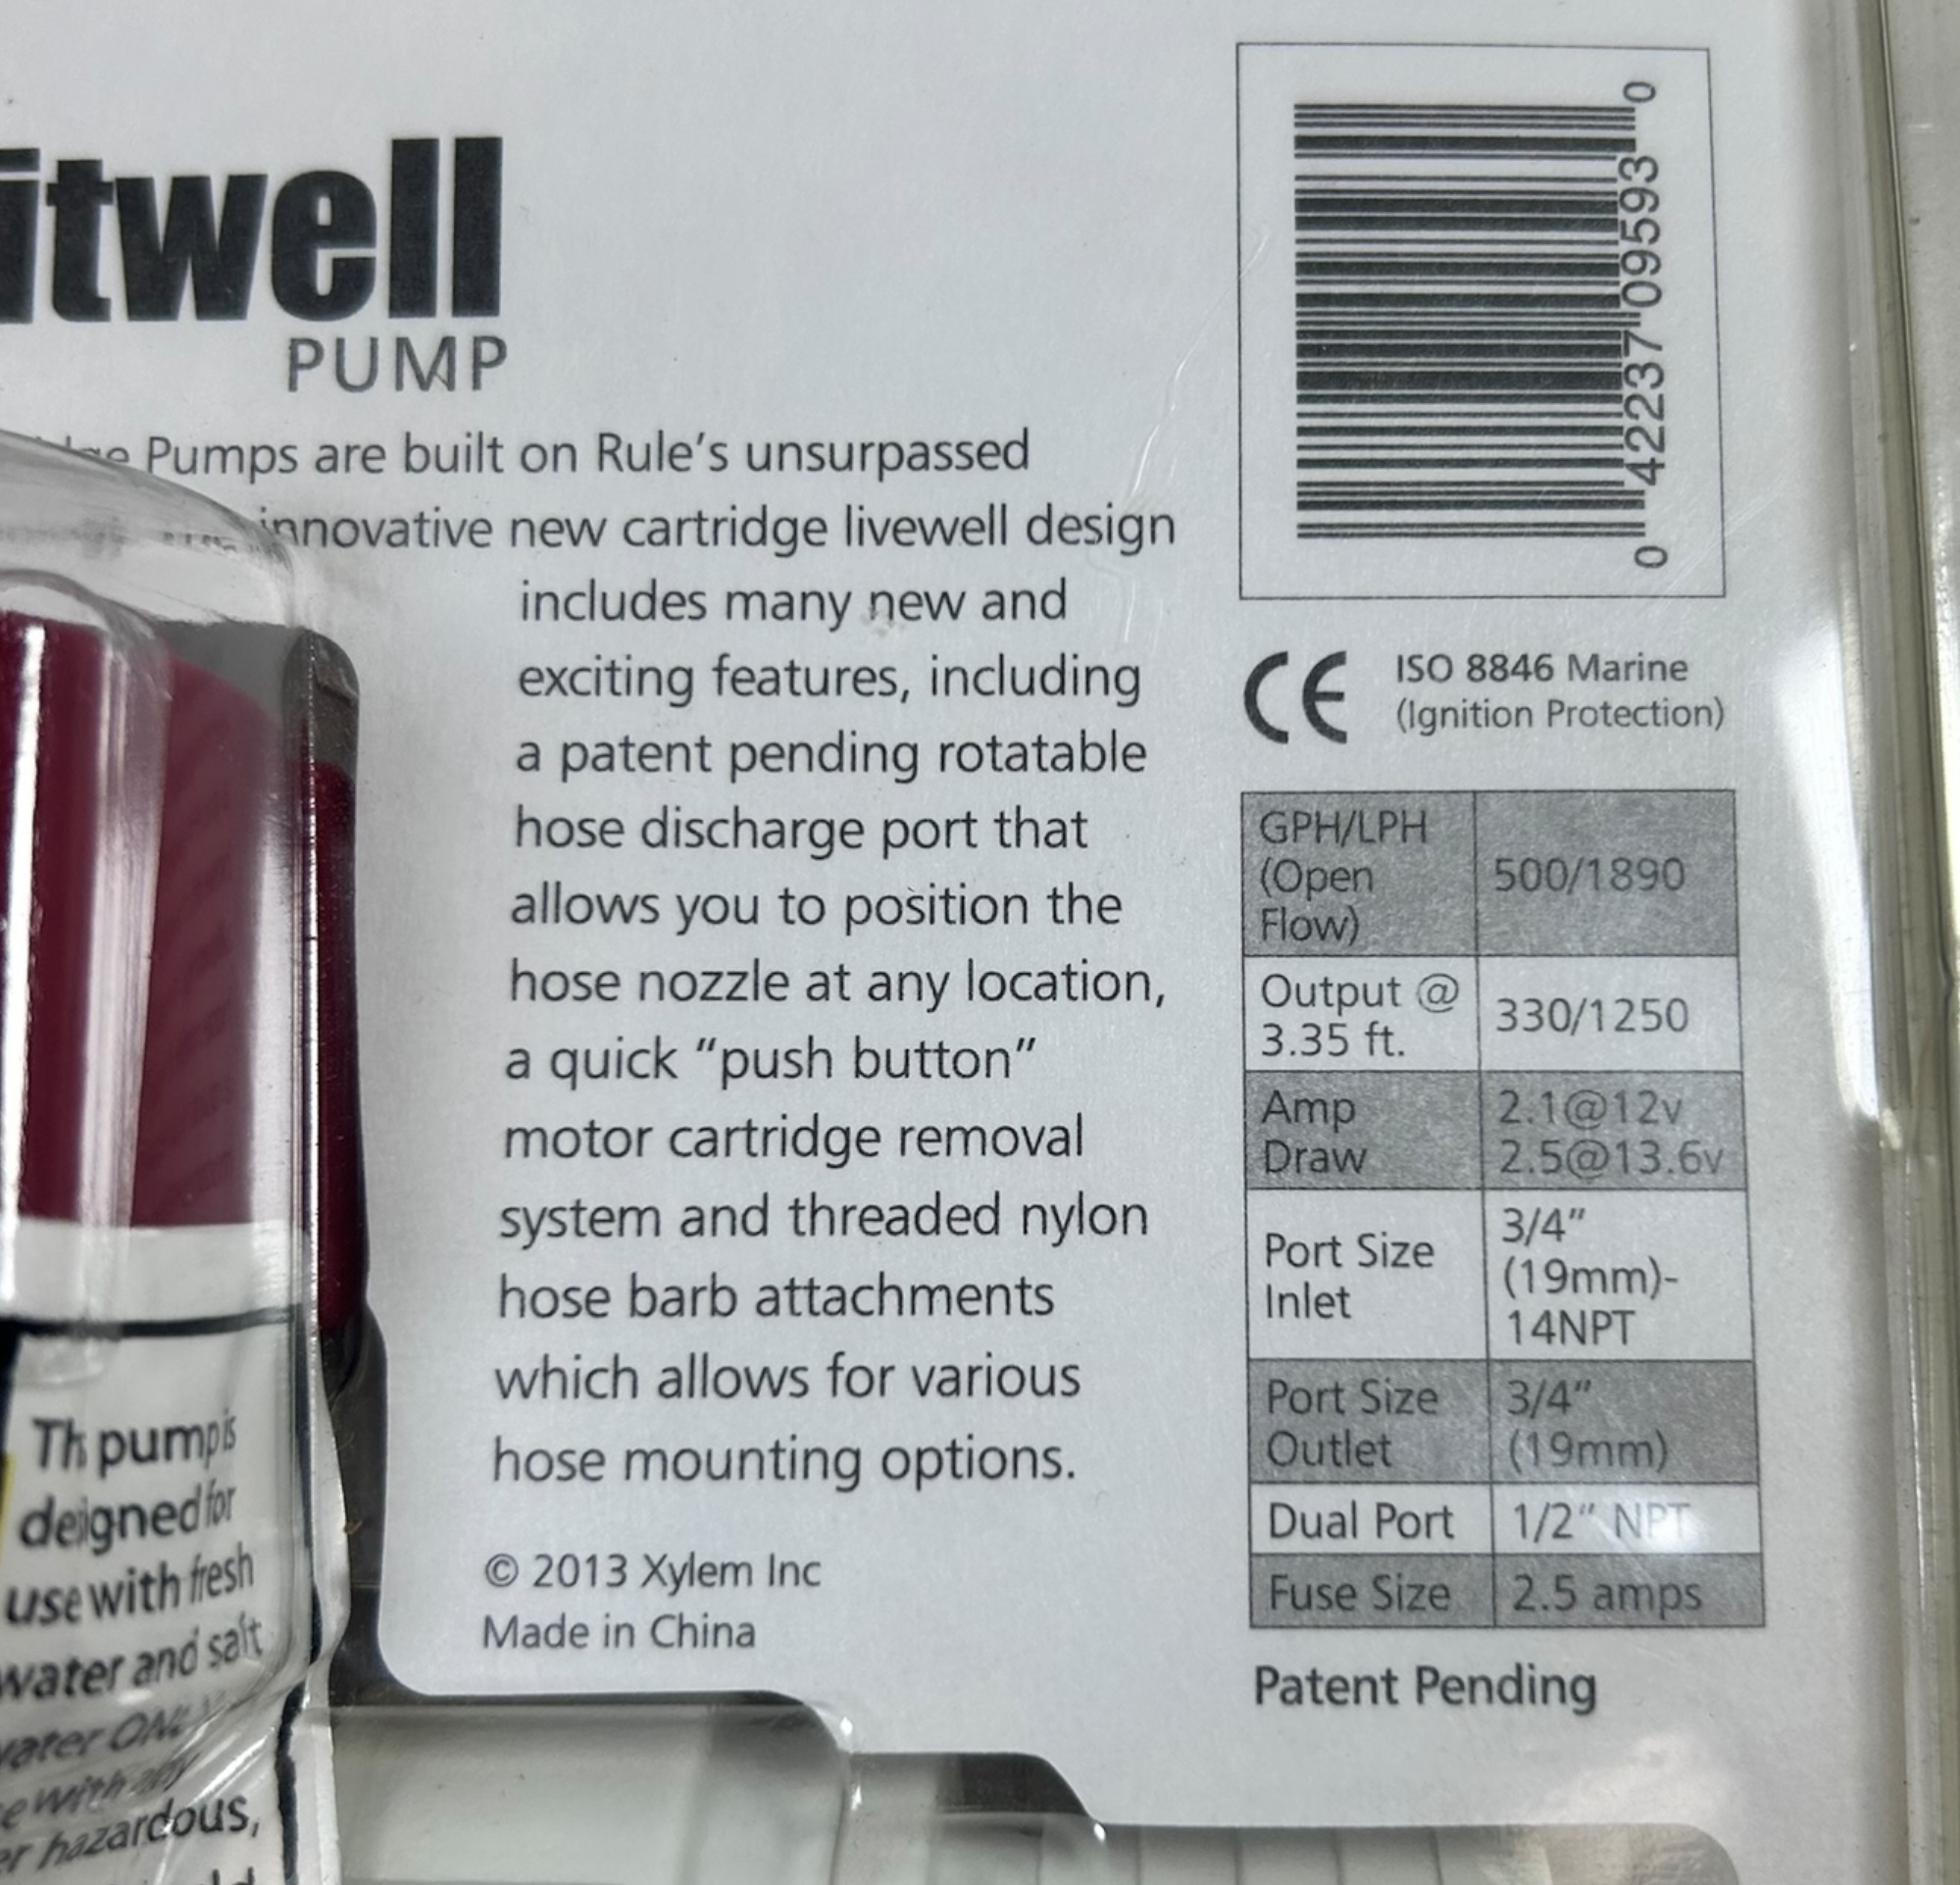 itwell
PUMP
Pumps are built on Rule’s unsurpassed
innovative new cartridge livewell design
includes many new and
exciting features, including
a patent pending rotatable
hose discharge port that
allows you to position the
hose nozzle at any location,
a quick “push button”
motor cartridge removal
system and threaded nylon
hose barb attachments
which allows for various
hose mounting options.
© 2013 Xylem Inc
Made in China
0 42237 09593 0
CE
ISO 8846 Marine
(Ignition Protection)
GPH/LPH
(Open
Flow)
500/1890
Output @
3.35 ft.
330/1250
Amp
Draw
2.1@12v
2.5@13.6v
Port Size
Inlet
3/4”
(19mm)-
14NPT
Port Size
Outlet
3/4”
(19mm)
Dual Port
1/2” NPT
Fuse Size
2.5 amps
Patent Pending
pump is
for
use with fresh
water and salt
water ONLY
with any
hazardous,